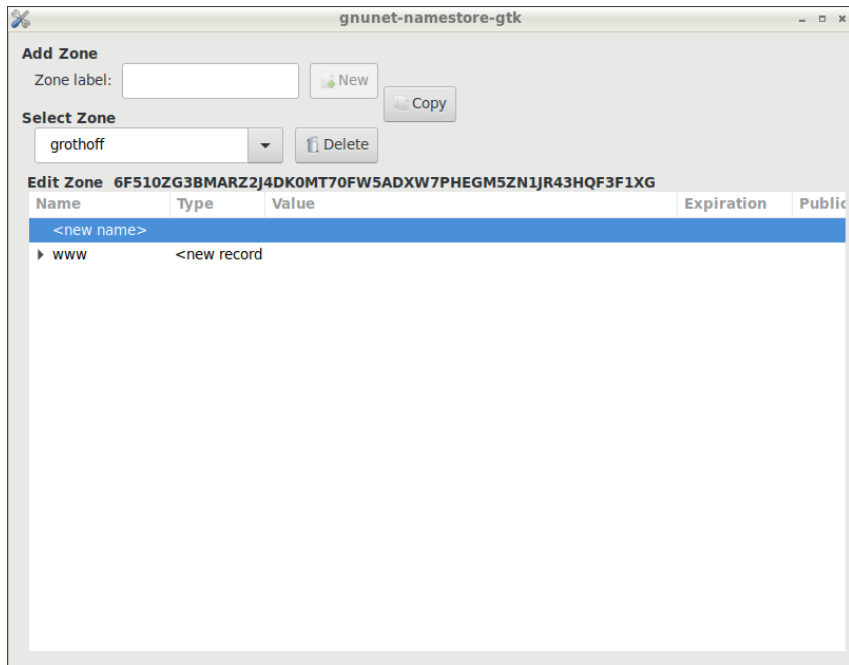 gnunet-namestore-gtk
Add Zone
Zone label: New
Copy
Select Zone
grothoff Delete
Edit Zone 6F510ZG3BMARZ2J4DK0MT70FW5ADXW7PHEGM5ZN1JR43HQF3F1XG
Name Type Value Expiration Public
<new name>
www <new record